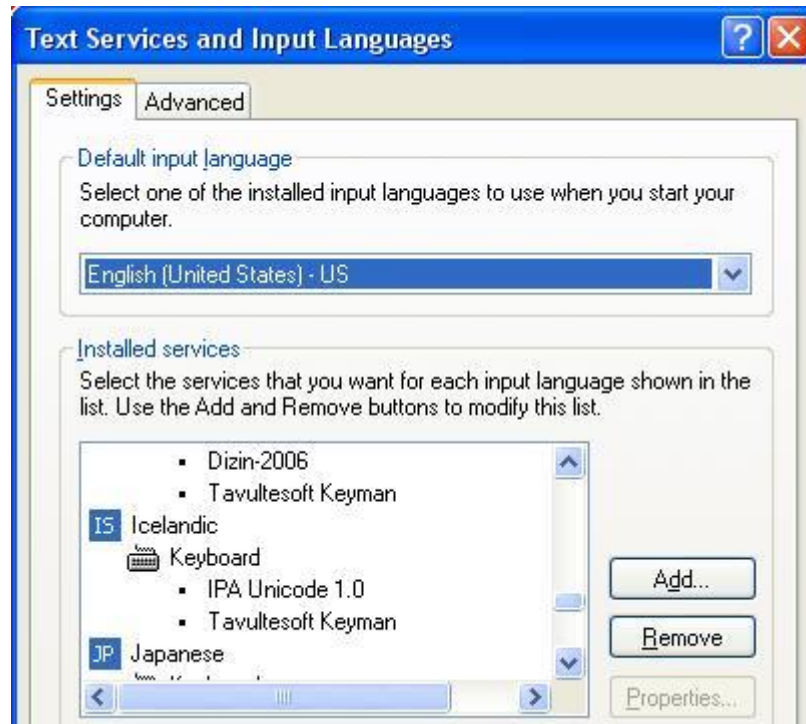 Text Services and Input Languages
Settings
Advanced
Default input language
Select one of the installed input languages to use when you start your
computer.
English (United States) - US
Installed services
Select the services that you want for each input language shown in the
list. Use the Add and Remove buttons to modify this list.
Dizin-2006
Tavultesoft Keyman
IS Icelandic
Keyboard
IPA Unicode 1.0
Tavultesoft Keyman
JP Japanese
Add...
Remove
Properties...